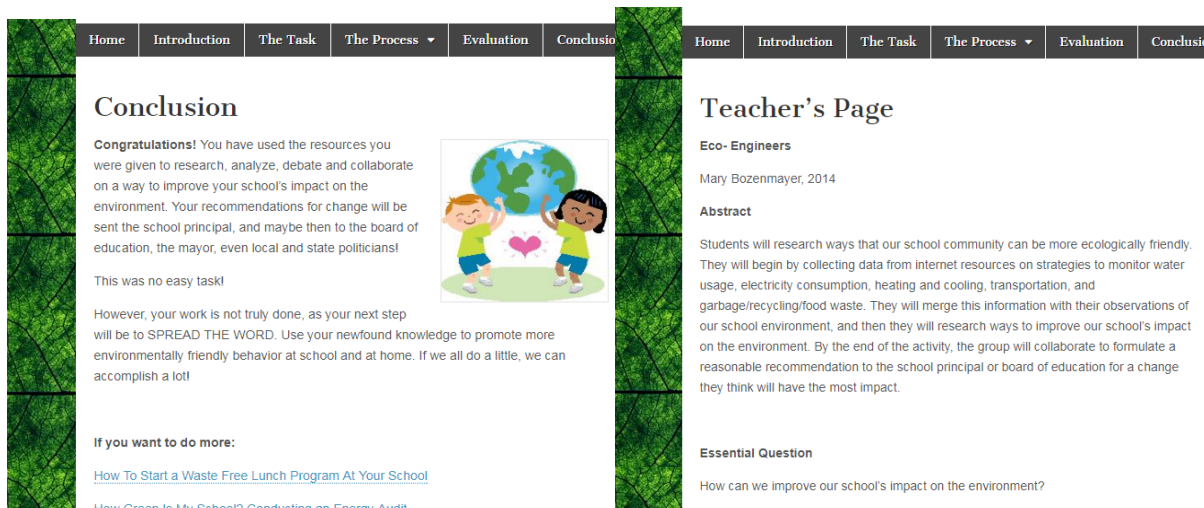 Home Introduction The Task The Process Evaluation Conclusio
Conclusion
Congratulations! You have used the resources you
were given to research, analyze, debate and collaborate
on a way to improve your school's impact on the
environment. Your recommendations for change will be
sent the school principal, and maybe then to the board of
education, the mayor, even local and state politicians!
This was no easy task!
However, your work is not truly done, as your next step
will be to SPREAD THE WORD. Use your newfound knowledge to promote more
environmentally friendly behavior at school and at home. If we all do a little, we can
accomplish a lot!
If you want to do more:
How To Start a Waste Free Lunch Program At Your School
How Green Is My School? Conducting an Energy Audit
Home Introduction The Task The Process Evaluation Conclusi
Teacher's Page
Eco- Engineers
Mary Bozenmayer, 2014
Abstract
Students will research ways that our school community can be more ecologically friendly.
They will begin by collecting data from internet resources on strategies to monitor water
usage, electricity consumption, heating and cooling, transportation, and
garbage/recycling/food waste. They will merge this information with their observations of
our school environment, and then they will research ways to improve our school's impact
on the environment. By the end of the activity, the group will collaborate to formulate a
reasonable recommendation to the school principal or board of education for a change
they think will have the most impact.
Essential Question
How can we improve our school's impact on the environment?